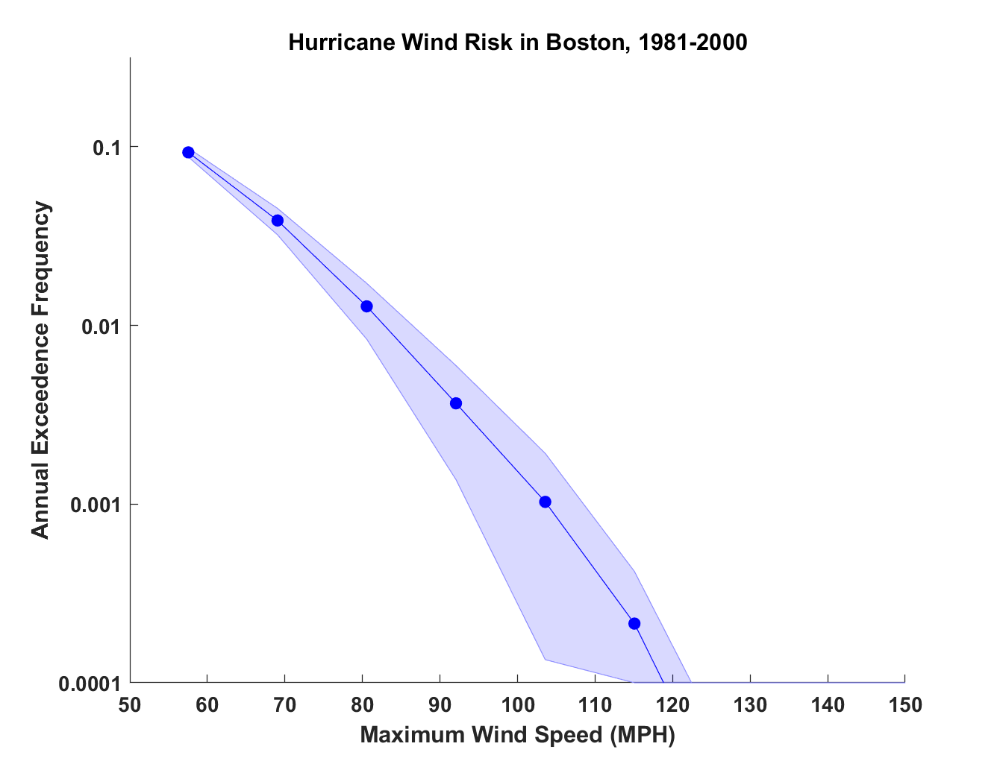 Hurricane Wind Risk in Boston, 1981-2000
0.1
0.01
0.001
0.0001
Annual Exceedence Frequency
50 60 70 80 90 100 110 120 130 140 150
Maximum Wind Speed (MPH)